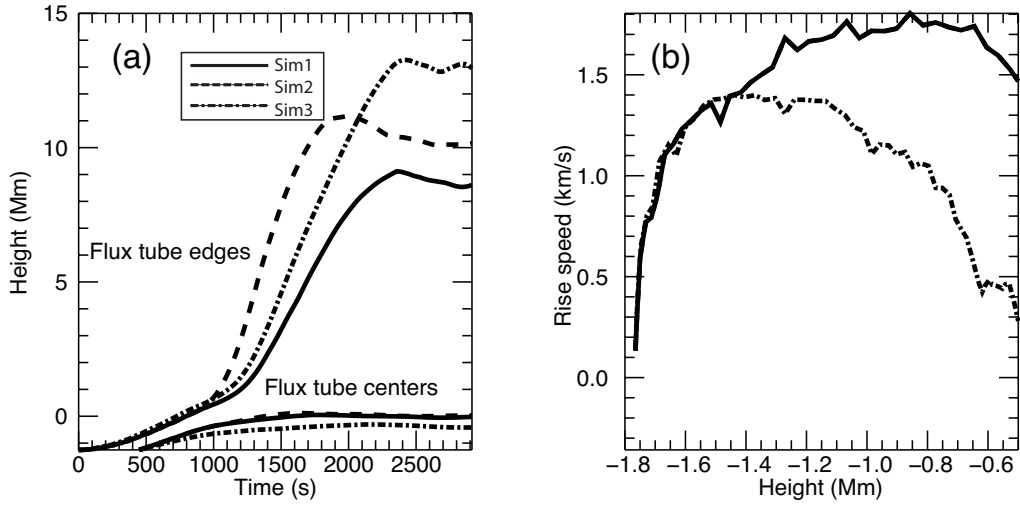 (a)
Sim1
Sim2
Sim3
Flux tube edges
Flux tube centers
15
10
5
0
Height (Mm)
0 500 1000 1500 2000 2500
Time (s)
(b)
1.5
1.0
0.5
0.0
Rise speed (km/s)
−1.8 −1.6 −1.4 −1.2 −1.0 −0.8 −0.6
Height (Mm)